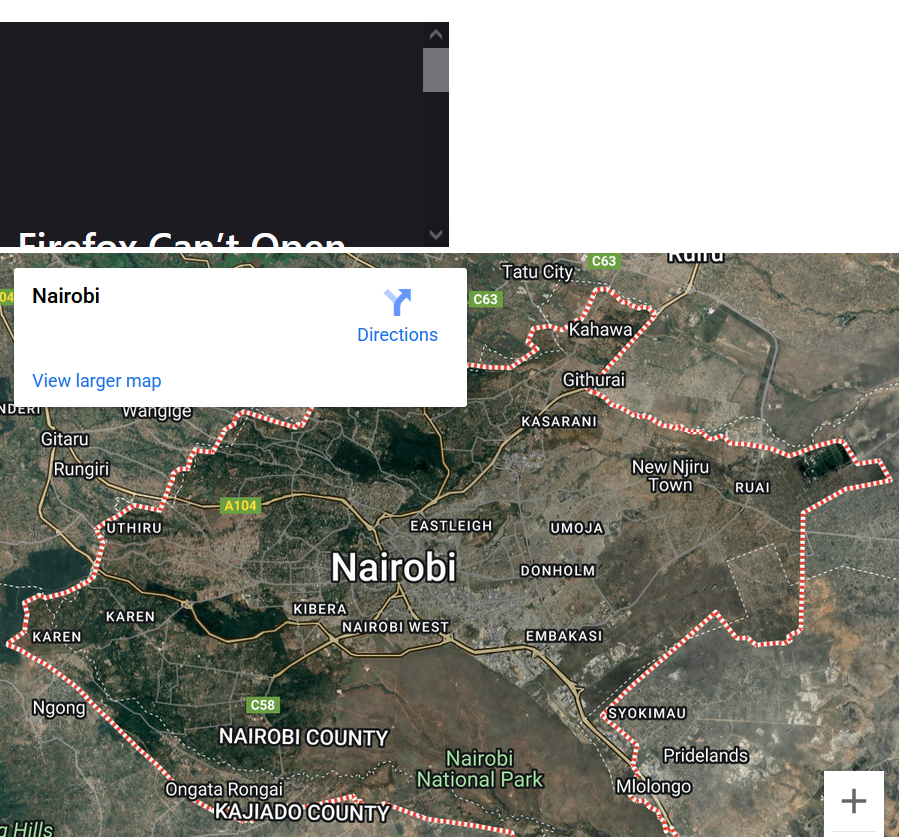 Firefox Can't Open
Nairobi
Directions
View larger map
Tatu City
C63
Ruiru
04
C63
Kahawa
Githurai
NDERI
Wangige
KASARANI
Gitaru
Rungiri
New Njiru
Town
RUAI
A104
UTHIRU
EASTLEIGH
UMOJA
Nairobi
DONHOLM
KAREN
KIBERA
NAIROBI WEST
KAREN
EMBAKASI
Ngong
C58
SYOKIMAU
NAIROBI COUNTY
Nairobi
National Park
Pridelands
Ongata Rongai
Mlolongo
KAJIADO COUNTY
g Hills